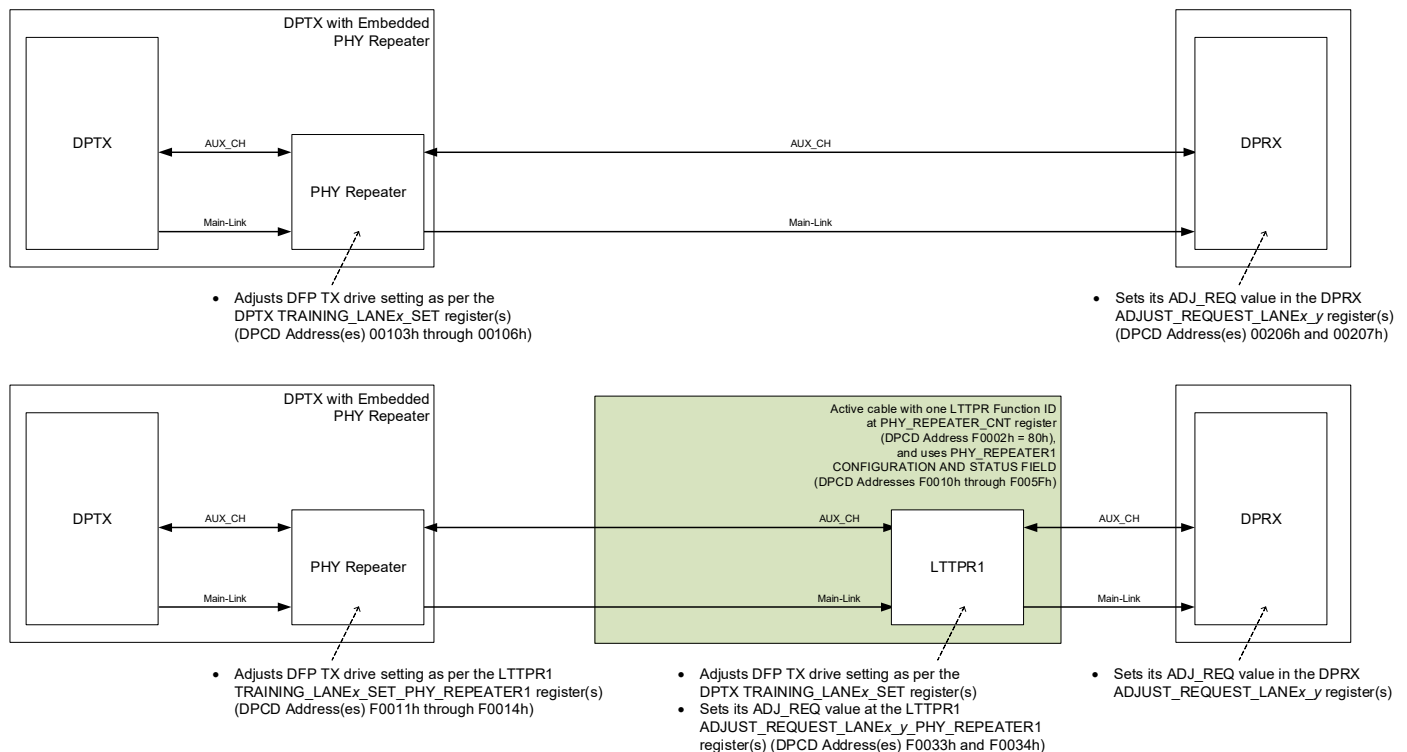 DPTX with Embedded
PHY Repeater
DPTX
AUX_CH
Main-Link
PHY Repeater
AUX_CH
Main-Link
DPRX
• Adjusts DFP TX drive setting as per the
DPTX TRAINING_LANEx_SET register(s)
(DPCD Address(es) 00103h through 00106h)
• Sets its ADJ_REQ value in the DPRX
ADJUST_REQUEST_LANEx_y register(s)
(DPCD Address(es) 00206h and 00207h)
DPTX with Embedded
PHY Repeater
DPTX
AUX_CH
Main-Link
PHY Repeater
Active cable with one LTTPR Function ID
at PHY_REPEATER_CNT register
(DPCD Address F0002h = 80h),
and uses PHY_REPEATER1
CONFIGURATION AND STATUS FIELD
(DPCD Addresses F0010h through F005Fh)
AUX_CH
Main-Link
LTTPR1
AUX_CH
Main-Link
DPRX
• Adjusts DFP TX drive setting as per the LTTPR1
TRAINING_LANEx_SET_PHY_REPEATER1 register(s)
(DPCD Address(es) F0011h through F0014h)
• Adjusts DFP TX drive setting as per the
DPTX TRAINING_LANEx_SET register(s)
• Sets its ADJ_REQ value at the LTTPR1
ADJUST_REQUEST_LANEx_y_PHY_REPEATER1
register(s) (DPCD Address(es) F0033h and F0034h)
• Sets its ADJ_REQ value in the DPRX
ADJUST_REQUEST_LANEx_y register(s)